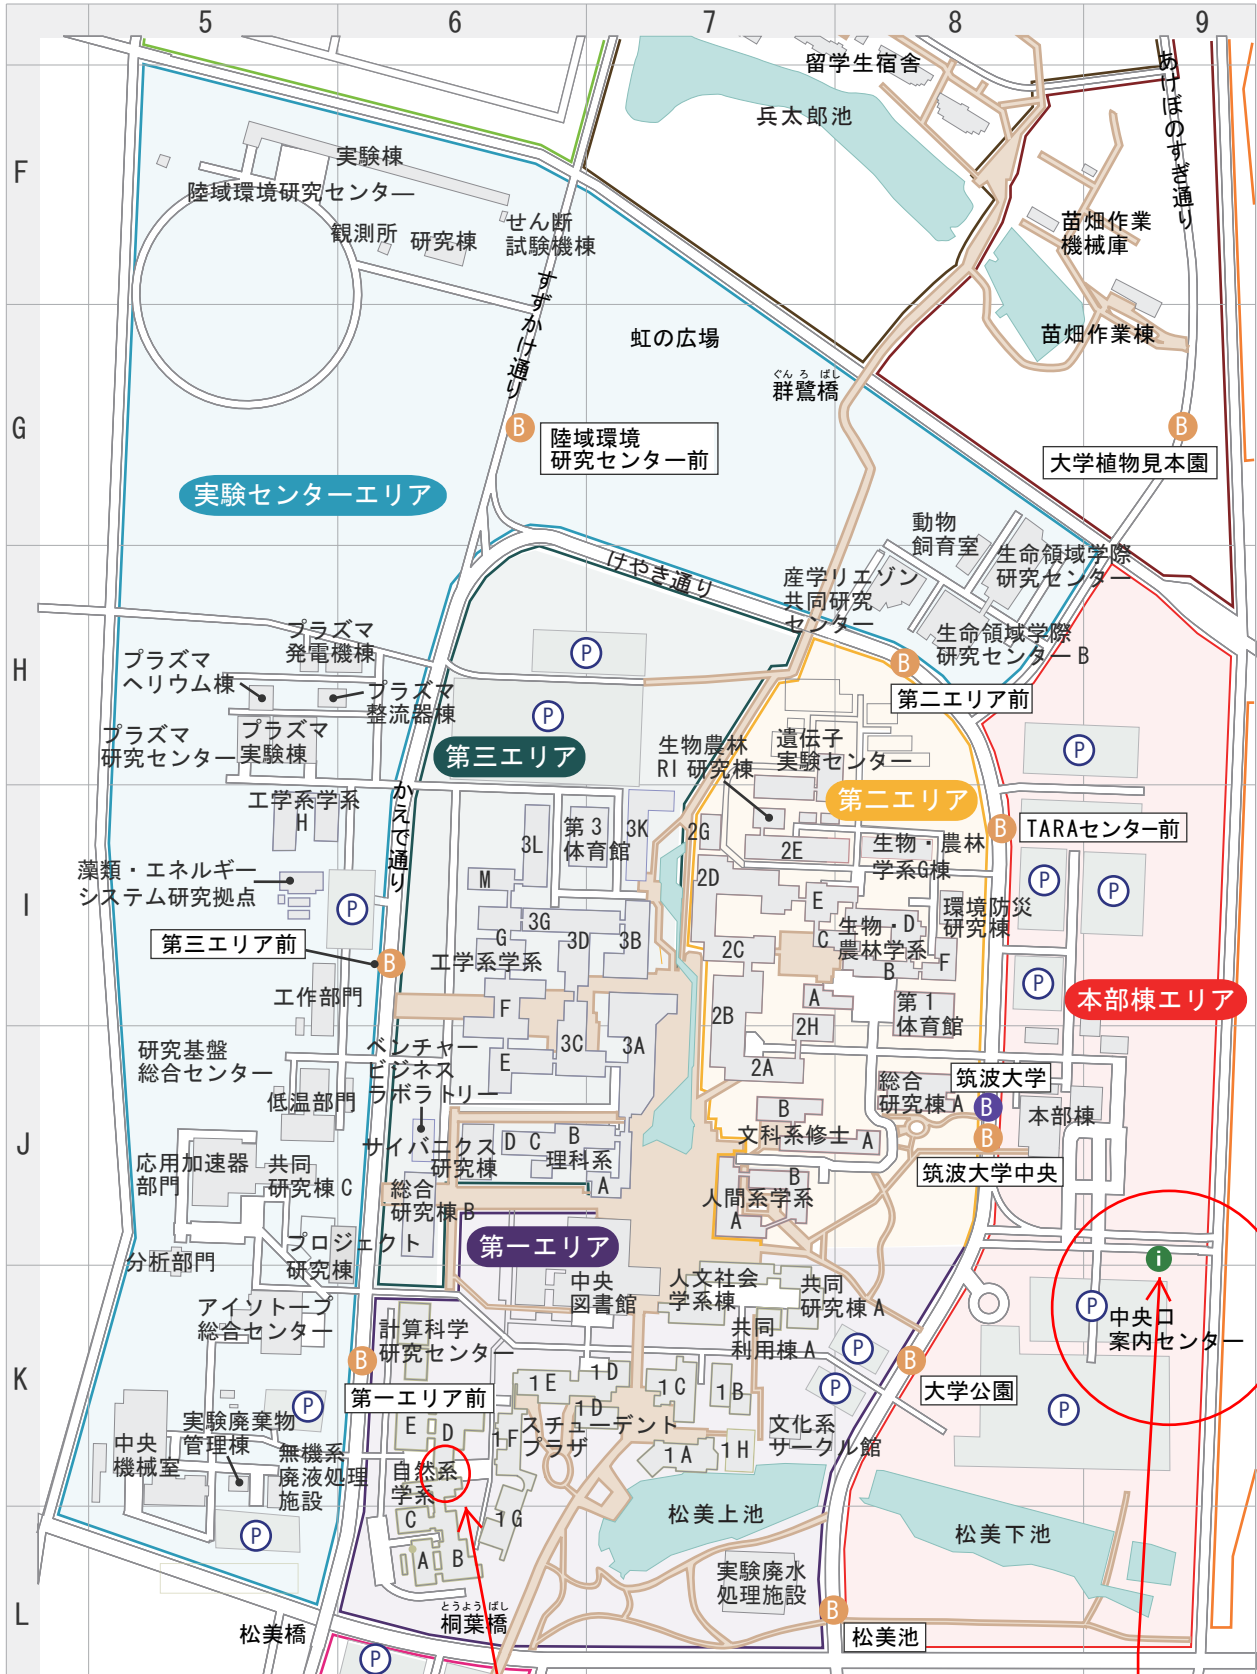 5 6 7 8 9
F
G
H
I
J
K
L
留学生宿舎
兵太郎池
あけぼのすぎ通り
実験棟
陸域環境研究センター
観測所
研究棟
せん断
試験機棟
苗畑作業
機械庫
すずかけ通り
虹の広場
苗畑作業棟
ぐんろばし
群鷺橋
B
陸域環境
研究センター前
B
大学植物見本園
実験センターエリア
動物
飼育室
生命領域学際
研究センター
けやき通り
産学リエゾン
共同研究
センター
生命領域学際
研究センターB
プラズマ
発電機棟
プラズマ
ヘリウム棟
プラズマ
整流器棟
P
P
B
第二エリア前
プラズマ
研究センター
プラズマ
実験棟
第三エリア
生物農林
RI 研究棟
遺伝子
実験センター
P
第二エリア
かえで通り
工学系学系
H
3L
第3
体育館
3K
2G
2E
生物・農林
学系G棟
B
TARAセンター前
藻類・エネルギー
システム研究拠点
P
M
2D
E
P
P
環境防災
研究棟
第三エリア前
B
3G
G
工学系学系
3D
3B
2C
C
生物・D
農林学系
B
F
P
本部棟エリア
工作部門
F
A
第1
体育館
2B
2H
研究基盤
総合センター
ベンチャー
ビジネス
ラボラトリー
E
3C
3A
2A
総合
研究棟A
筑波大学
B
B
本部棟
低温部門
B
文科系修士
A
筑波大学中央
サイバニクス
研究棟
D C B
理科系
A
応用加速器
部門
共同
研究棟C
総合
研究棟B
B
人間系学系
A
第一エリア
プロジェクト
研究棟
分析部門
i
中央
図書館
人文社会
学系棟
共同
研究棟A
アイソトープ
総合センター
計算科学
研究センター
共同
利用棟A
P
P
中央口
案内センター
B
第一エリア前
1E
1D
1C
1B
P
B
大学公園
P
P
実験廃棄物
管理棟
E
D
1F
1D
スチューデント
プラザ
1A
1H
文化系
サークル館
中央
機械室
無機系
廃液処理
施設
自然系
学系
P
C
1G
松美上池
松美下池
A
B
実験廃水
処理施設
とうようばし
桐葉橋
B
松美池
松美橋
P